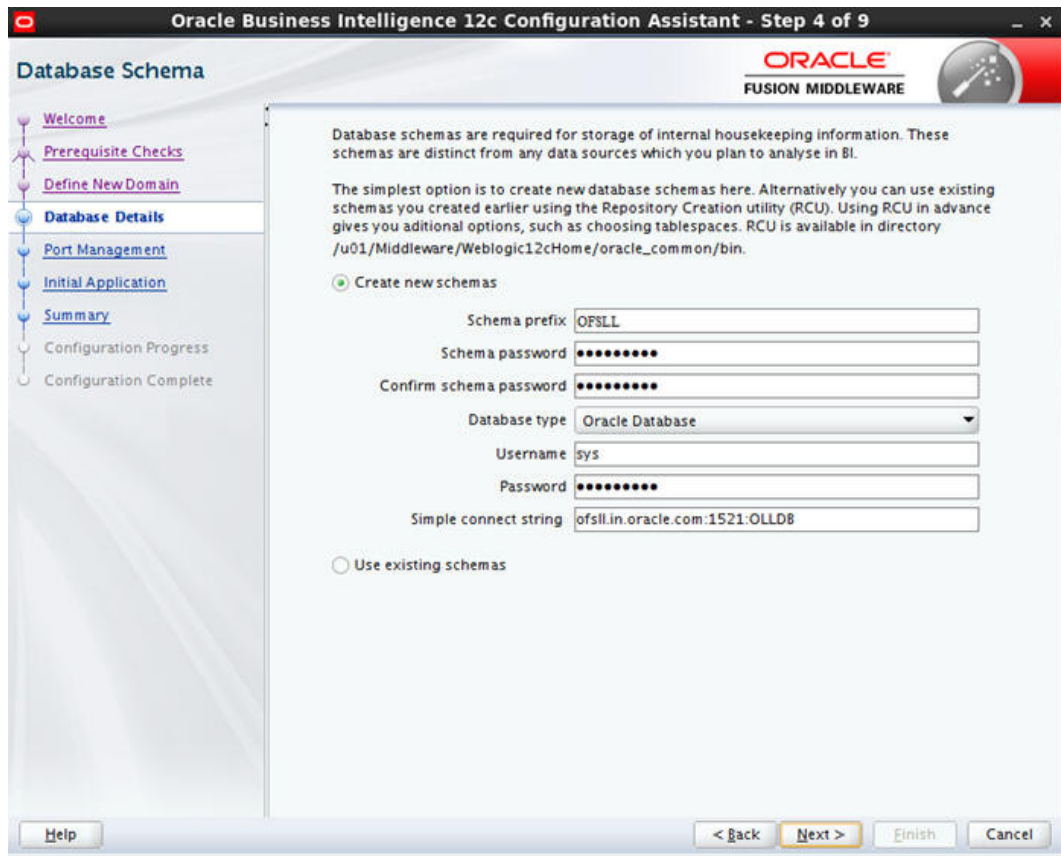 Oracle Business Intelligence 12c Configuration Assistant - Step 4 of 9
Database Schema
ORACLE
FUSION MIDDLEWARE
Welcome
Prerequisite Checks
Define New Domain
Database Details
Port Management
Initial Application
Summary
Configuration Progress
Configuration Complete
Database schemas are required for storage of internal housekeeping information. These
schemas are distinct from any data sources which you plan to analyse in BI.
The simplest option is to create new database schemas here. Alternatively you can use existing
schemas you created earlier using the Repository Creation utility (RCU). Using RCU in advance
gives you aditional options, such as choosing tablespaces. RCU is available in directory
/u01/Middleware/Weblogic12cHome/oracle_common/bin.
Create new schemas
Schema prefix OFSLL
Schema password •••••••••
Confirm schema password •••••••••
Database type Oracle Database
Username sys
Password •••••••••
Simple connect string ofsll.in.oracle.com:1521:OLLDB
Use existing schemas
Help < Back Next > Finish Cancel